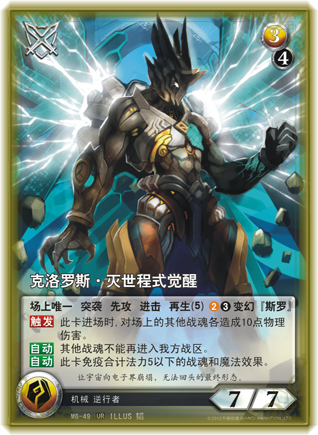 3
4
克洛罗斯·灭世程式觉醒
场上唯一 突袭 先攻 进击 再生(5) ②❸变幻『斯罗』
触发 此卡进场时,对场上的其他战魂各造成10点物理
伤害。
自动 其他战魂不能再进入我方战区。
自动 此卡免疫合计法力5以下的战魂和魔法效果。
让宇宙向电子界崩塌,无法回头的最终形态。
机械 逆行者
7/7
M6-49 UR ILLUS 韬